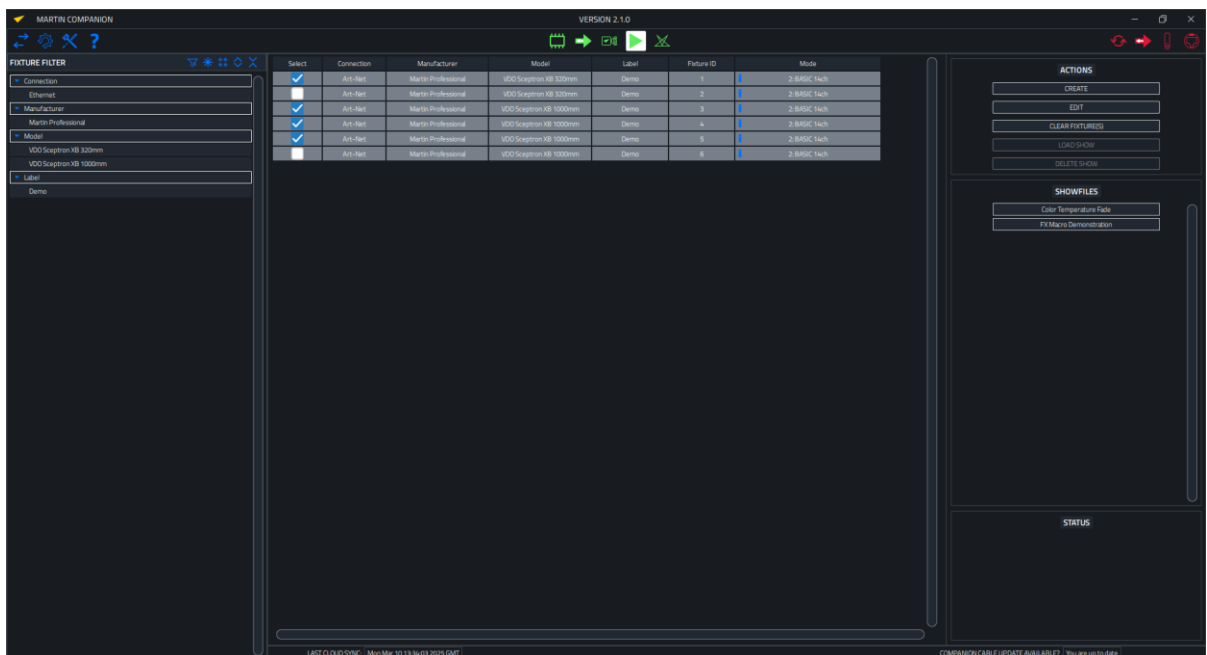 MARTIN COMPANION
VERSION 2.1.0
FIXTURE FILTER
Connection
Ethernet
Manufacturer
Martin Professional
Model
VDO Sceptron XB 320mm
VDO Sceptron XB 1000mm
Label
Demo
Select Connection Manufacturer Model Label Fixture ID Mode
Art-Net Martin Professional VDO Sceptron XB 320mm Demo 1 2: BASIC 14ch
Art-Net Martin Professional VDO Sceptron XB 320mm Demo 2 2: BASIC 14ch
Art-Net Martin Professional VDO Sceptron XB 1000mm Demo 3 2: BASIC 14ch
Art-Net Martin Professional VDO Sceptron XB 1000mm Demo 4 2: BASIC 14ch
Art-Net Martin Professional VDO Sceptron XB 1000mm Demo 5 2: BASIC 14ch
Art-Net Martin Professional VDO Sceptron XB 1000mm Demo 6 2: BASIC 14ch
ACTIONS
CREATE
EDIT
CLEAR FIXTURE(S)
LOAD SHOW
DELETE SHOW
SHOWFILES
Color Temperature Fade
FX Macro Demonstration
STATUS
LAST CLOUD SYNC: Mon Mar 10 13:34:03 2025 GMT
COMPANION CABLE UPDATE AVAILABLE? You are up to date